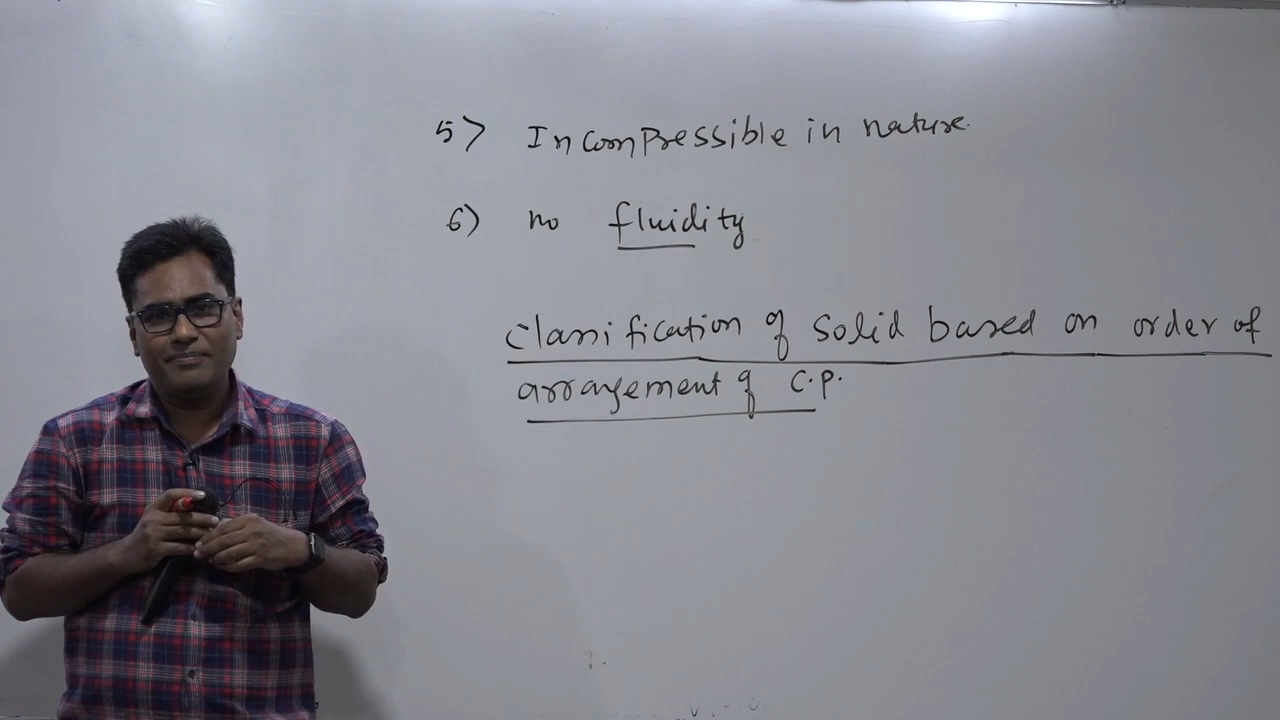 5> Incompressible in nature.
6) no fluidity
Classification of solid based on order of
arrangement of C.P.